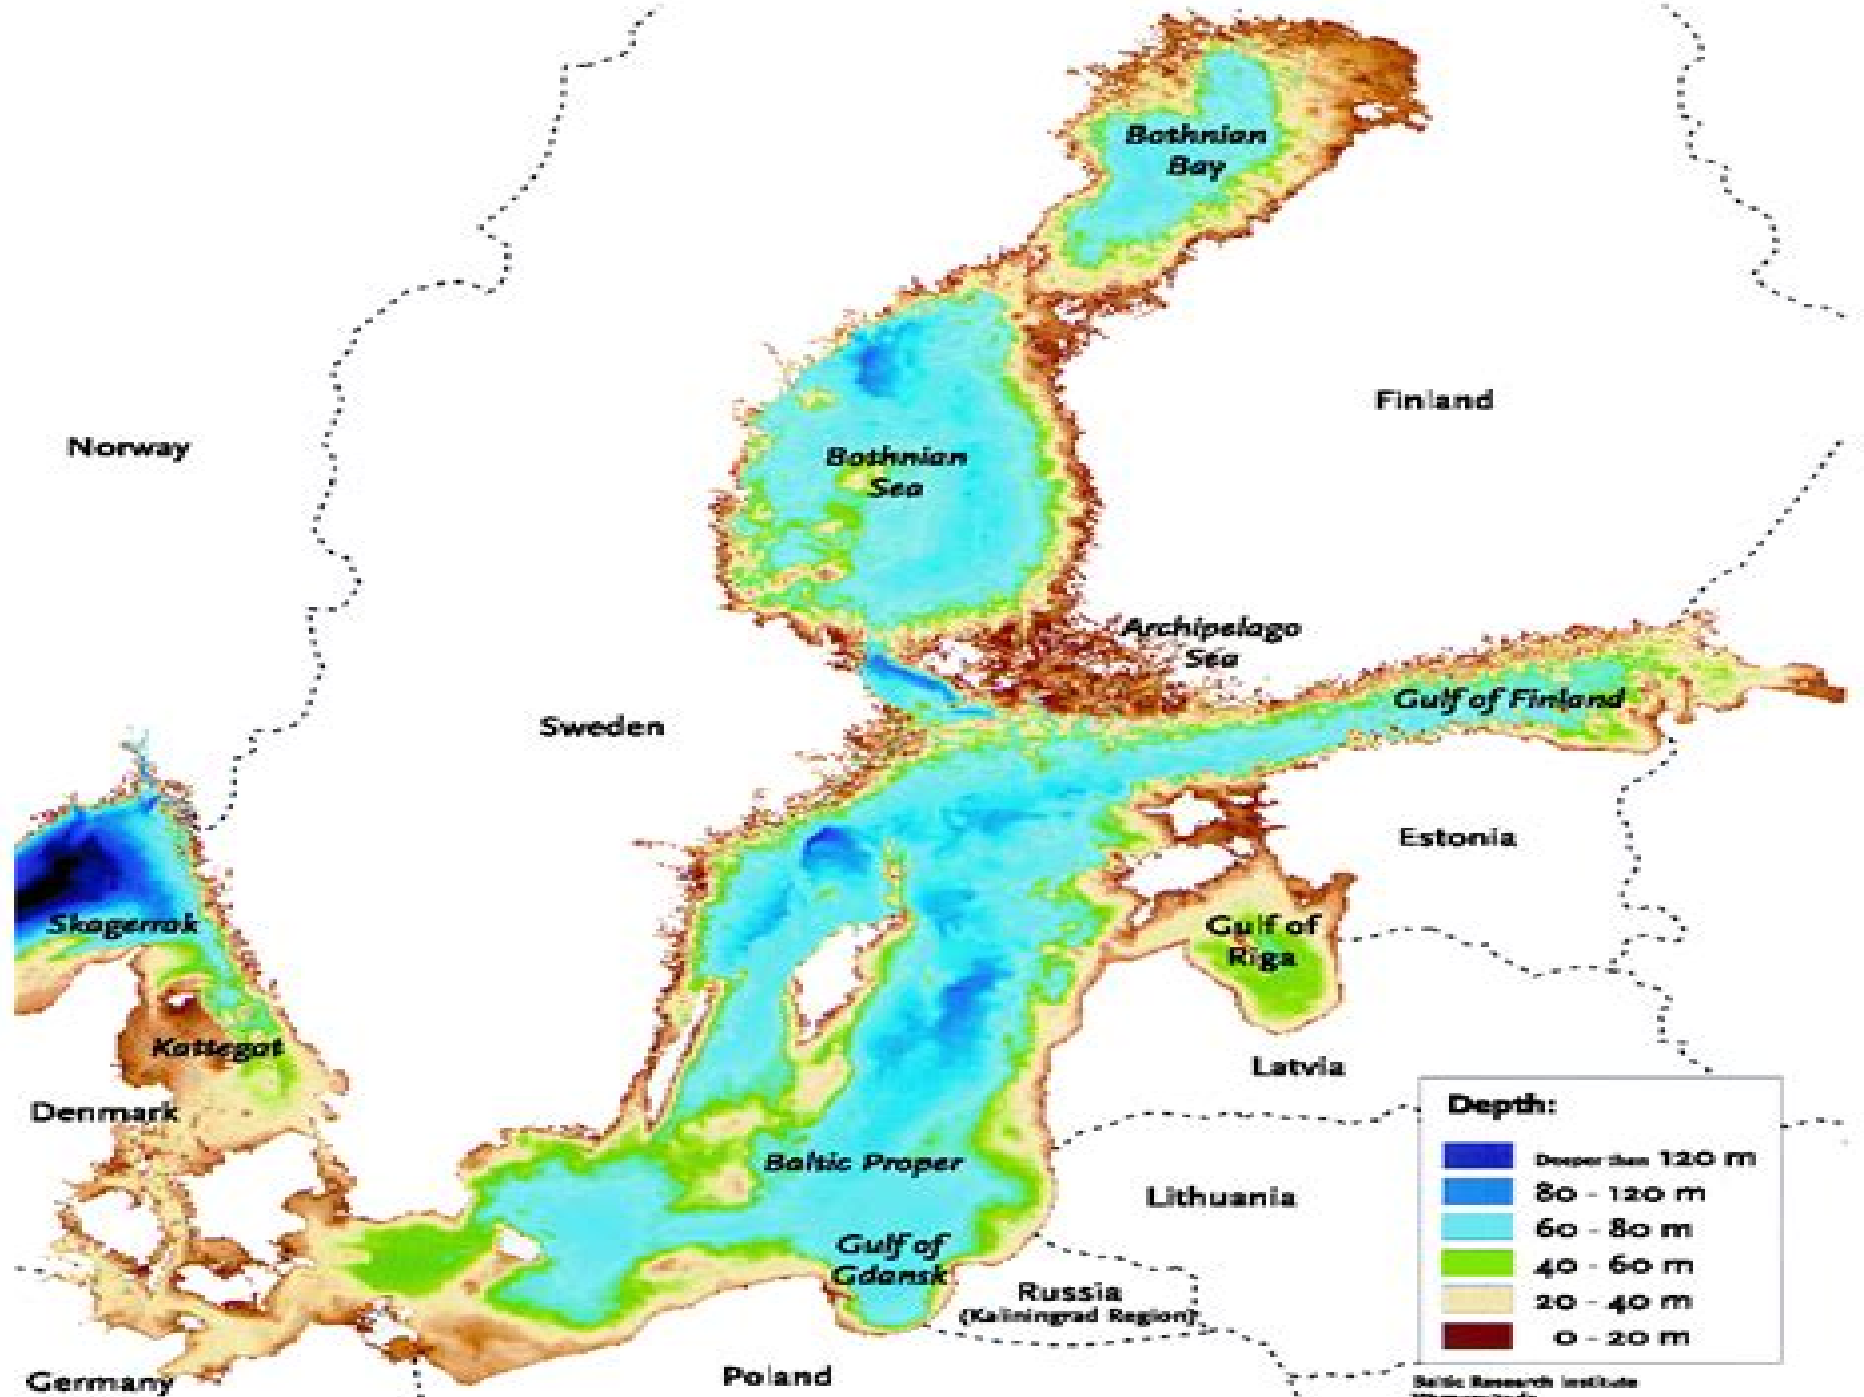 Bothnian
Bay
Finland
Norway
Bothnian
Sea
Archipelago
Sea
Gulf of Finland
Sweden
Estonia
Skagerrak
Gulf of
Riga
Kattegat
Latvia
Denmark
Depth:
Deeper than 120 m
80 - 120 m
60 - 80 m
40 - 60 m
20 - 40 m
0 - 20 m
Baltic Proper
Lithuania
Gulf of
Gdansk
Russia
(Kaliningrad Region)
Poland
Germany
Baltic Research Institute